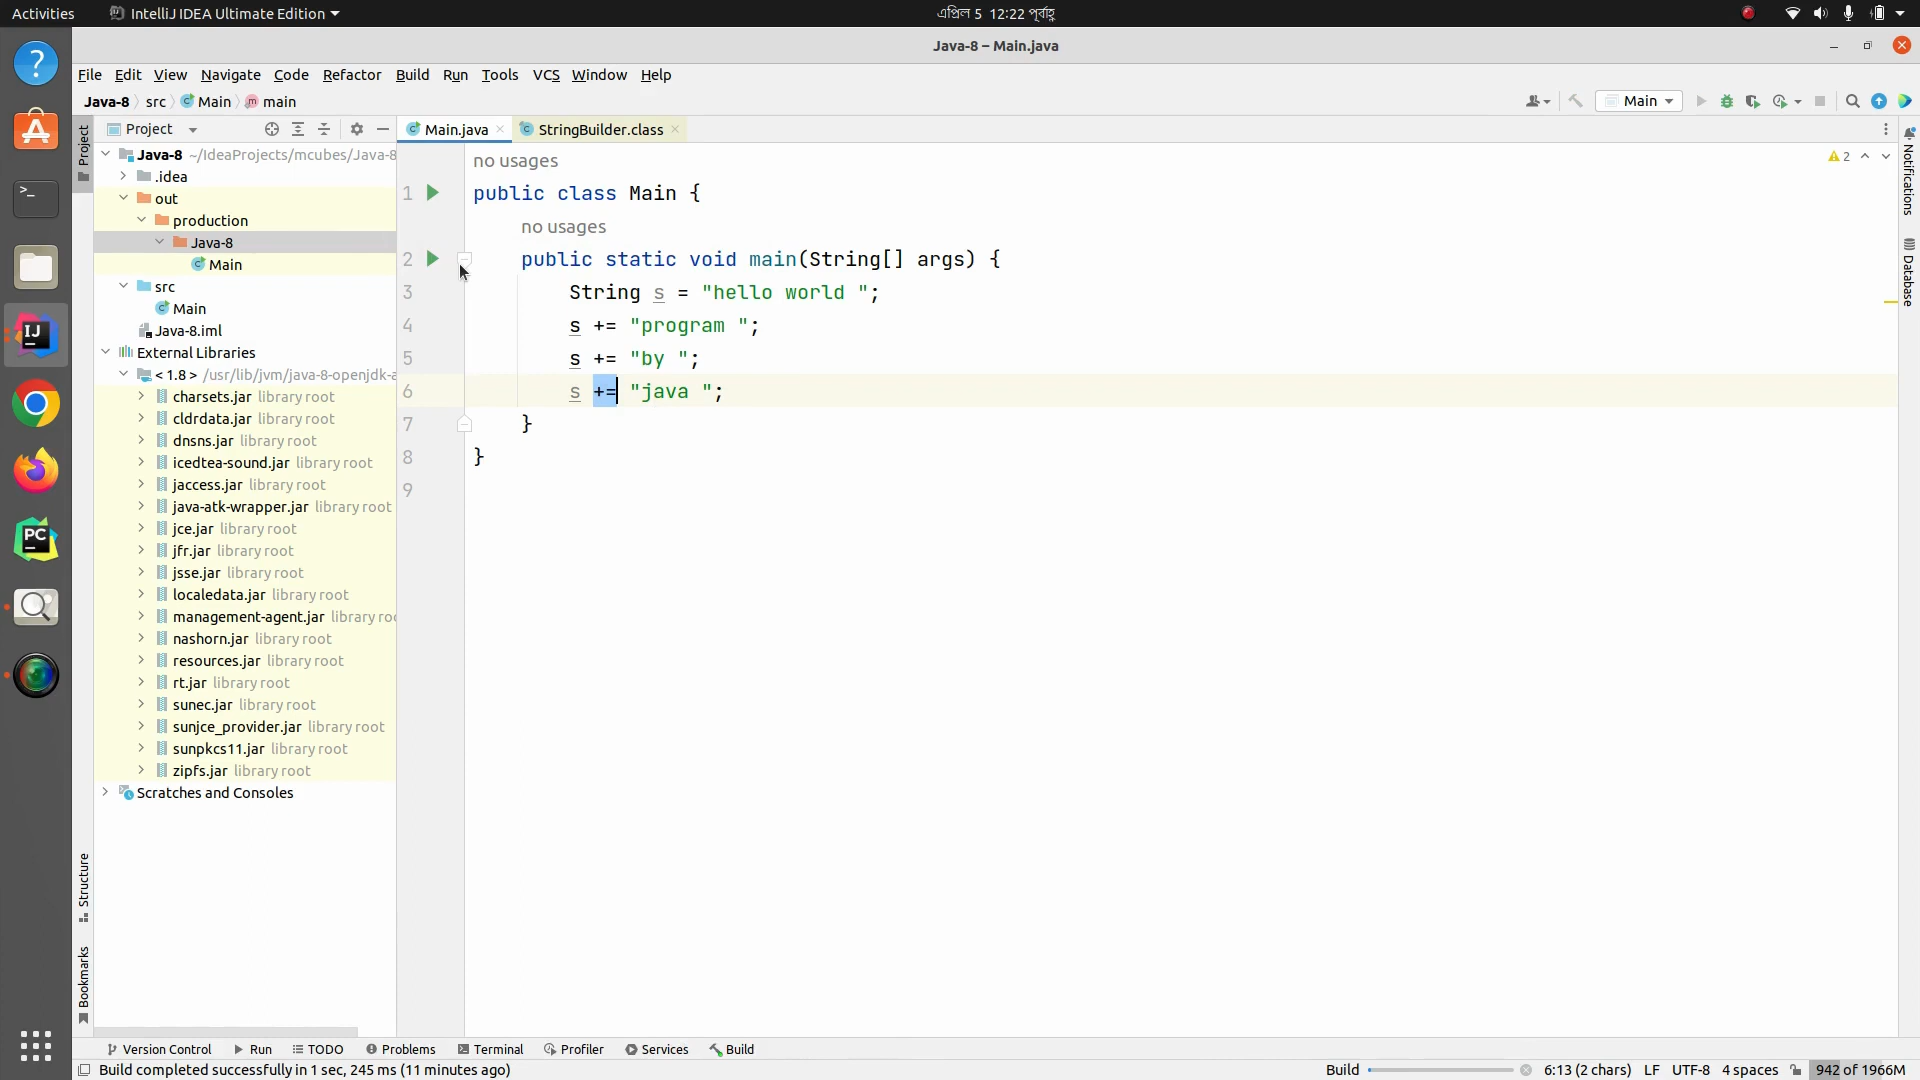 Activities IntelliJ IDEA Ultimate Edition এপ্রিল 5 12:22 পূর্বাহ্ণ
Java-8 – Main.java
File Edit View Navigate Code Refactor Build Run Tools VCS Window Help
Java-8 src Main main Main
Project Main.java StringBuilder.class
Java-8 ~/IdeaProjects/mcubes/Java-8
.idea
out
production
Java-8
Main
src
Main
Java-8.iml
External Libraries
< 1.8 > /usr/lib/jvm/java-8-openjdk-a
charsets.jar library root
cldrdata.jar library root
dnsns.jar library root
icedtea-sound.jar library root
jaccess.jar library root
java-atk-wrapper.jar library root
jce.jar library root
jfr.jar library root
jsse.jar library root
localedata.jar library root
management-agent.jar library roo
nashorn.jar library root
resources.jar library root
rt.jar library root
sunec.jar library root
sunjce_provider.jar library root
sunpkcs11.jar library root
zipfs.jar library root
Scratches and Consoles
no usages
1 public class Main {
no usages
2 public static void main(String[] args) {
3 String s = "hello world ";
4 s += "program ";
5 s += "by ";
6 s += "java ";
7 }
8 }
9
2
Project
Structure
Bookmarks
Notifications
Database
IJ
PC
Version Control Run TODO Problems Terminal Profiler Services Build
Build completed successfully in 1 sec, 245 ms (11 minutes ago) Build 6:13 (2 chars) LF UTF-8 4 spaces 942 of 1966M